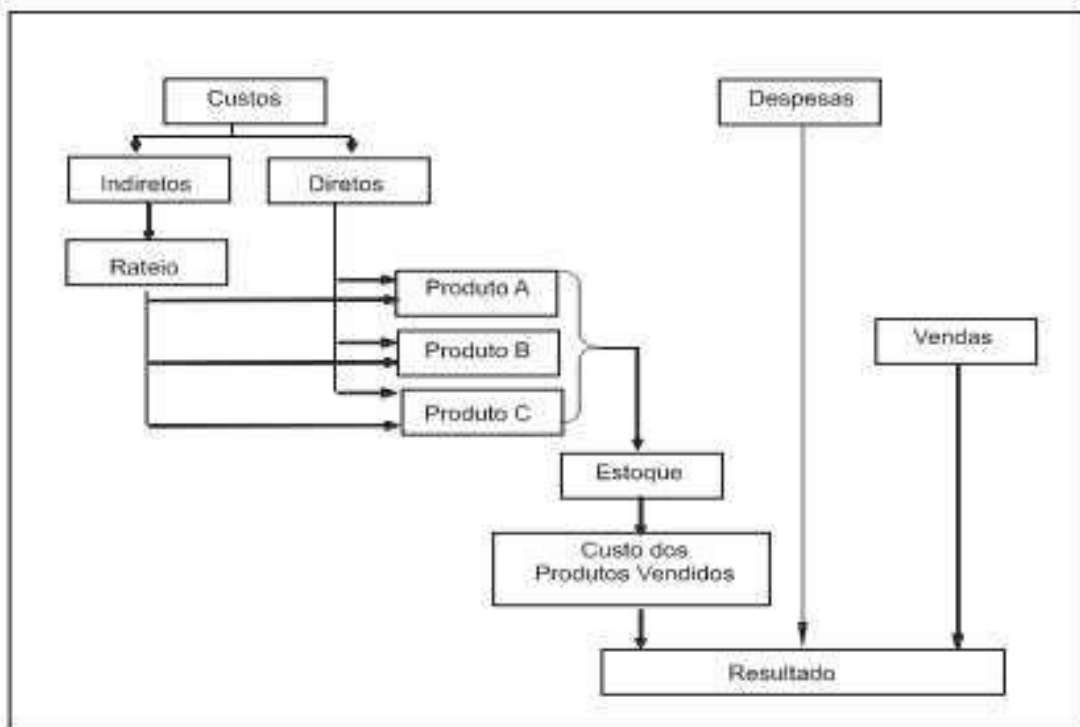 Custos
Despesas
Indiretos
Diretos
Rateio
Produto A
Produto B
Vendas
Produto C
Estoque
Custo dos
Produtos Vendidos
Resultado